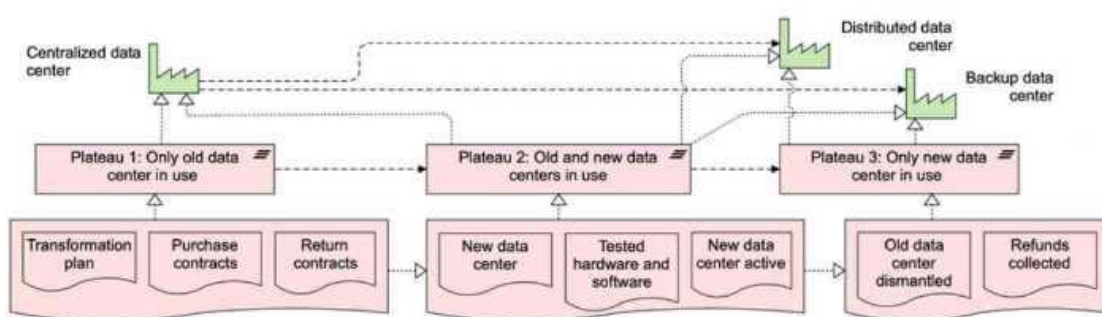 Centralized data
center
Distributed data
center
Backup data
center
Plateau 1: Only old data
center in use
Plateau 2: Old and new data
centers in use
Plateau 3: Only new data
center in use
Transformation
plan
Purchase
contracts
Return
contracts
New data
center
Tested
hardware and
software
New data
center active
Old data
center
dismantled
Refunds
collected